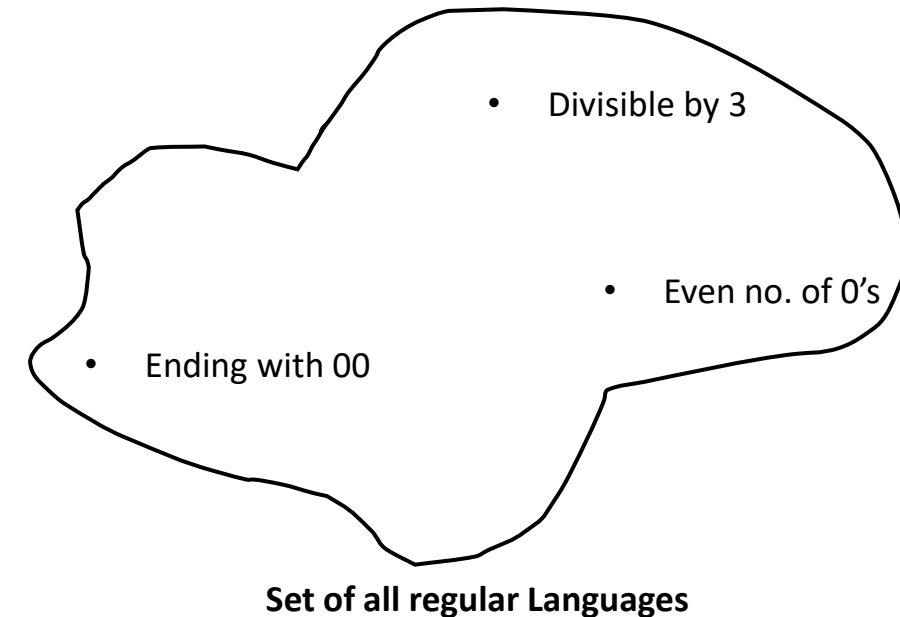 • Divisible by 3
• Even no. of 0’s
• Ending with 00
Set of all regular Languages